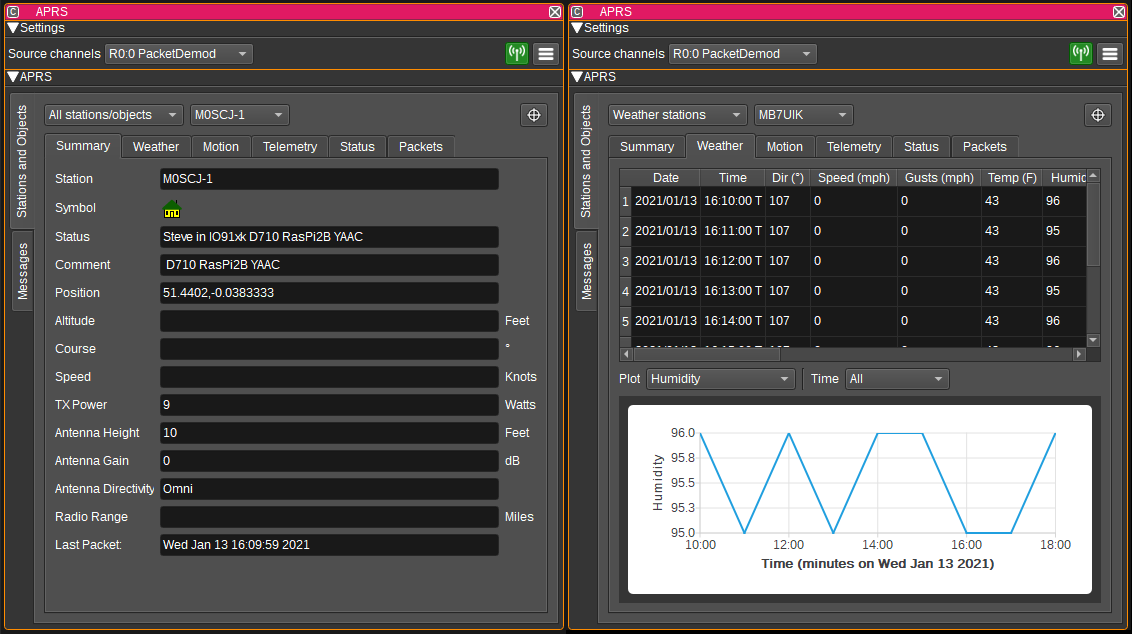 C APRS
Settings
Source channels R0:0 PacketDemod
APRS
Stations and Objects
Messages
All stations/objects M0SCJ-1
Summary Weather Motion Telemetry Status Packets
Station M0SCJ-1
Symbol
Status Steve in IO91xk D710 RasPi2B YAAC
Comment D710 RasPi2B YAAC
Position 51.4402,-0.0383333
Altitude Feet
Course °
Speed Knots
TX Power 9 Watts
Antenna Height 10 Feet
Antenna Gain 0 dB
Antenna Directivity Omni
Radio Range Miles
Last Packet: Wed Jan 13 16:09:59 2021
C APRS
Settings
Source channels R0:0 PacketDemod
APRS
Stations and Objects
Messages
Weather stations MB7UIK
Summary Weather Motion Telemetry Status Packets
Date Time Dir (°) Speed (mph) Gusts (mph) Temp (F) Humid
1 2021/01/13 16:10:00 T 107 0 0 43 96
2 2021/01/13 16:11:00 T 107 0 0 43 95
3 2021/01/13 16:12:00 T 107 0 0 43 96
4 2021/01/13 16:13:00 T 107 0 0 43 95
5 2021/01/13 16:14:00 T 107 0 0 43 96
Plot Humidity Time All
Humidity
96.0
95.8
95.5
95.3
95.0
10:00 12:00 14:00 16:00 18:00
Time (minutes on Wed Jan 13 2021)